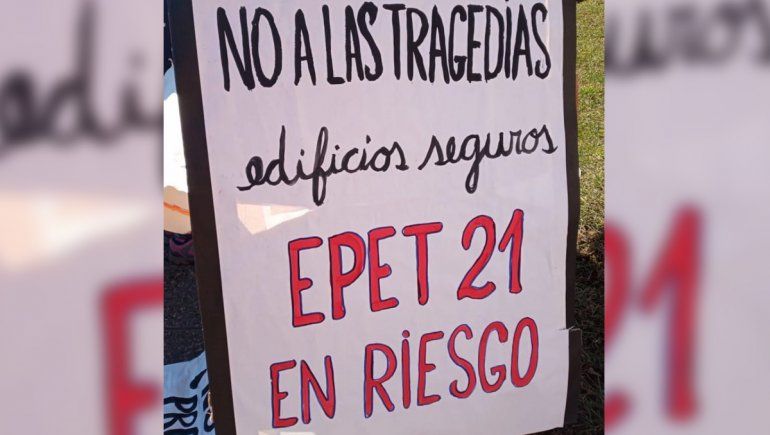 NO A LAS TRAGEDIAS
edificios seguros
EPET 21
EN RIESGO